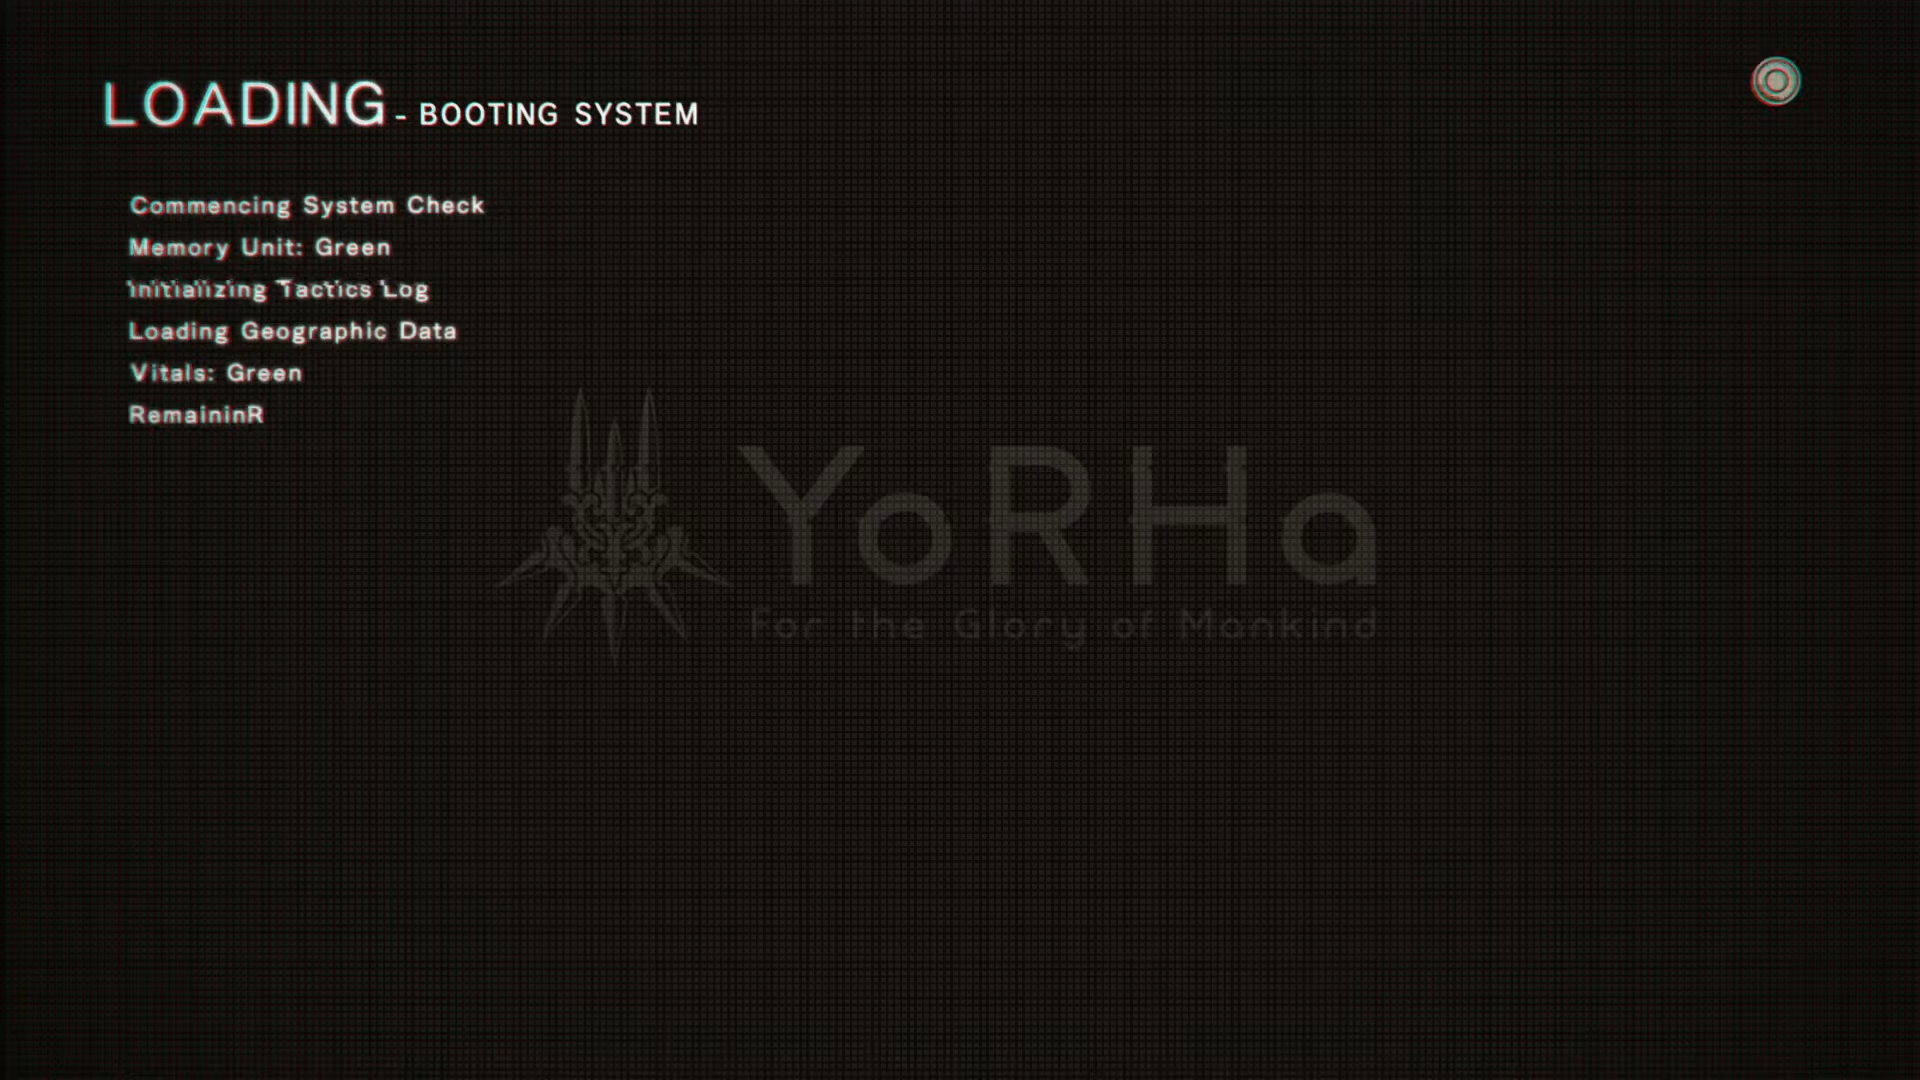 LOADING - BOOTING SYSTEM
Commencing System Check
Memory Unit: Green
Initializing Tactics Log
Loading Geographic Data
Vitals: Green
RemaininR
YoRHa
For the Glory of Mankind